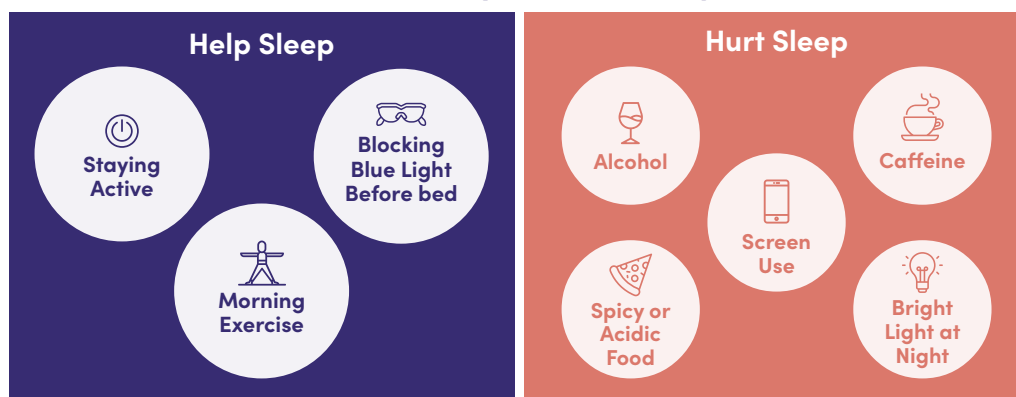 Help Sleep
Staying
Active
Blocking
Blue Light
Before bed
Morning
Exercise
Hurt Sleep
Alcohol
Caffeine
Screen
Use
Spicy or
Acidic
Food
Bright
Light at
Night